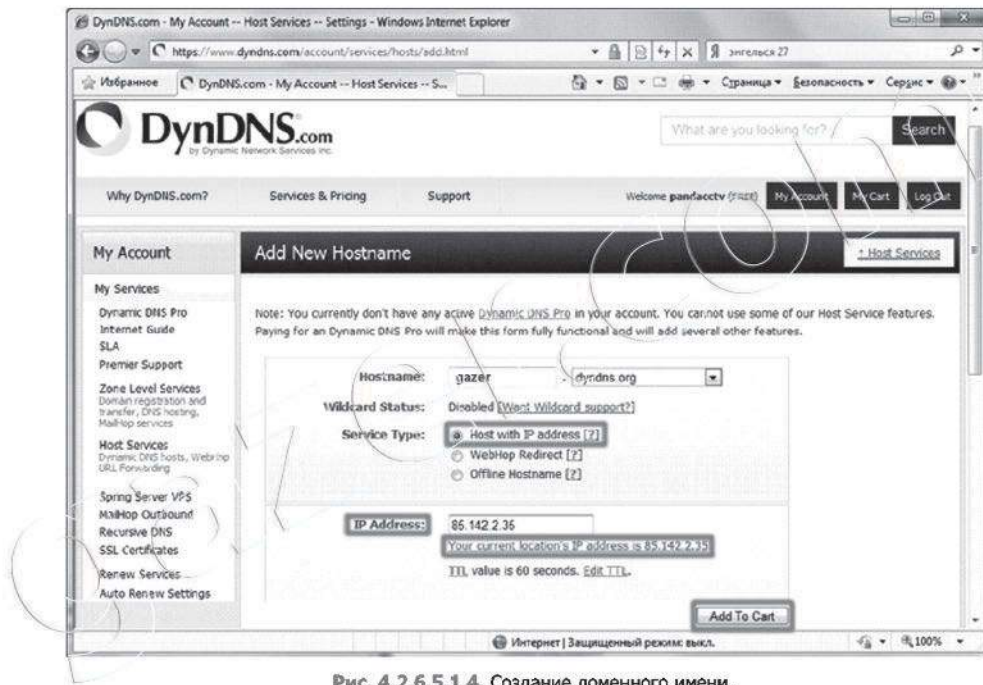 DynDNS.com - My Account -- Host Services -- Settings - Windows Internet Explorer
https://www.dyndns.com/account/services/hosts/add.html
энгельса 27
Избранное
DynDNS.com - My Account -- Host Services -- S...
Страница
Безопасность
Сервис
DynDNS.com
by Dynamic Network Services Inc.
What are you looking for?
Search
Why DynDNS.com?
Services & Pricing
Support
Welcome pandacctv (FREE)
My Account
My Cart
Log Out
My Account
Add New Hostname
↑ Host Services
My Services
Dynamic DNS Pro
Internet Guide
SLA
Premier Support
Zone Level Services
Domain registration and
transfer, DNS hosting,
MailHop services
Host Services
Dynamic DNS hosts, WebHop
URL Forwarding
Spring Server VPS
MailHop Outbound
Recursive DNS
SSL Certificates
Renew Services
Auto Renew Settings
Note: You currently don't have any active Dynamic DNS Pro in your account. You cannot use some of our Host Service features.
Paying for an Dynamic DNS Pro will make this form fully functional and will add several other features.
Hostname: gazer . dyndns.org
Wildcard Status: Disabled [Want Wildcard support?]
Service Type: Host with IP address [?]
WebHop Redirect [?]
Offline Hostname [?]
IP Address: 85.142.2.35
Your current location's IP address is 85.142.2.35
TTL value is 60 seconds. Edit TTL.
Add To Cart
Интернет | Защищенный режим: выкл.
100%
Рис. 4.2.6.5.1.4. Создание доменного имени